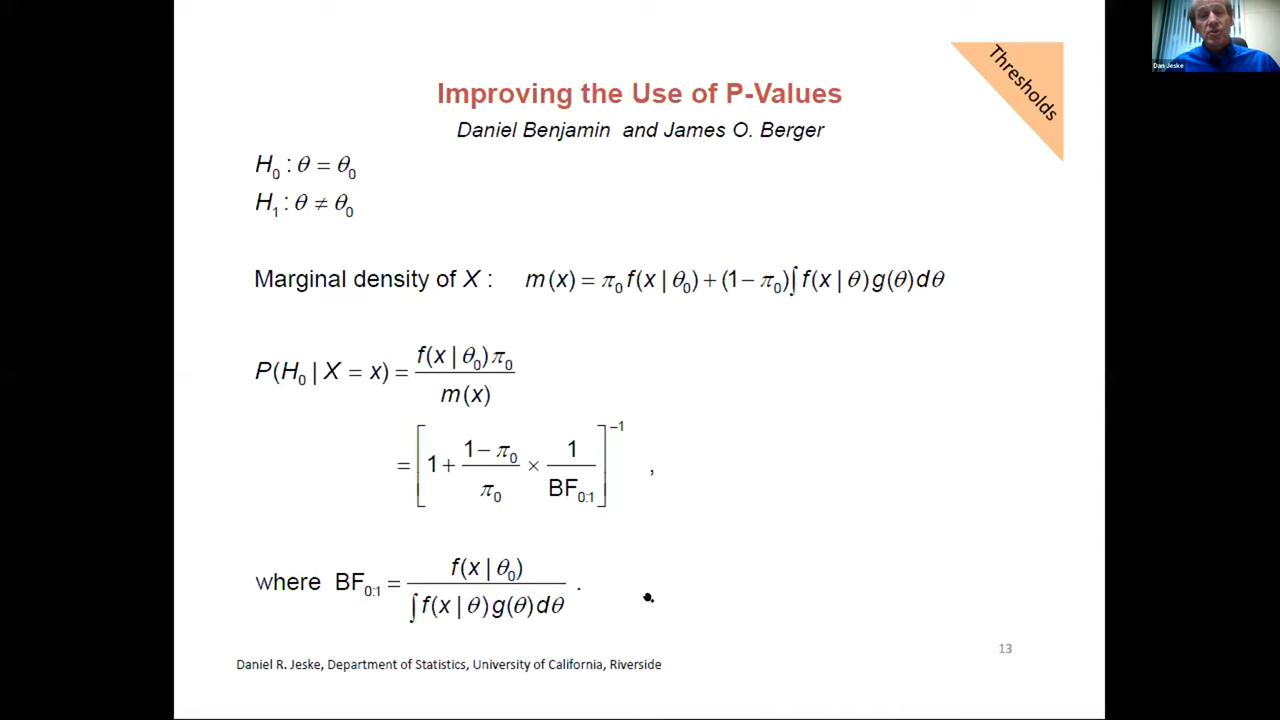 Dan Jeske
Thresholds
Improving the Use of P-Values
Daniel Benjamin and James O. Berger
H₀ : θ = θ₀
H₁ : θ ≠ θ₀
Marginal density of X : m(x) = π₀ f(x | θ₀) + (1 − π₀) ∫ f(x | θ) g(θ) dθ
P(H₀ | X = x) = f(x | θ₀) π₀ / m(x)
= [1 + (1 − π₀) / π₀ × 1 / BF₀:₁]⁻¹ ,
where BF₀:₁ = f(x | θ₀) / ∫ f(x | θ) g(θ) dθ .
13
Daniel R. Jeske, Department of Statistics, University of California, Riverside